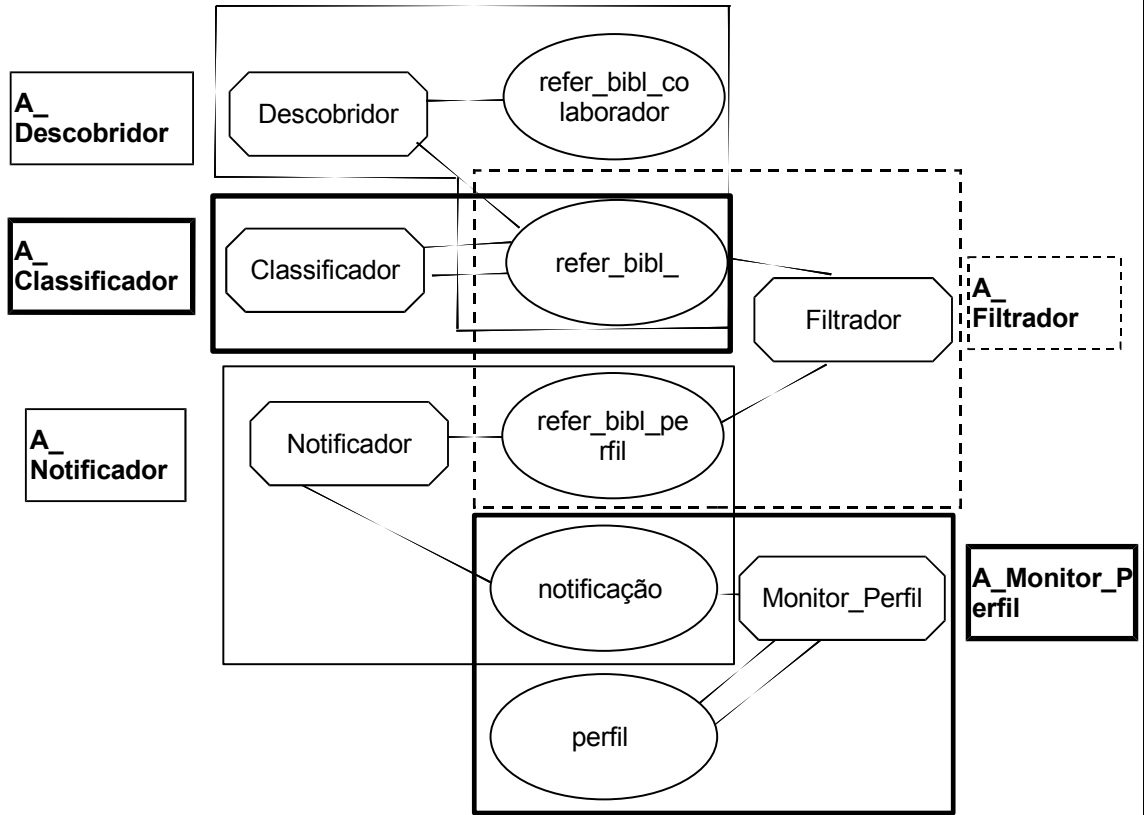 refer_bibl_co
laborador
Descobridor
A_
Descobridor
A_
Classificador
Classificador
refer_bibl_
Filtrador
A_
Filtrador
A_
Notificador
Notificador
refer_bibl_pe
rfil
notificação
Monitor_Perfil
A_Monitor_P
erfil
perfil